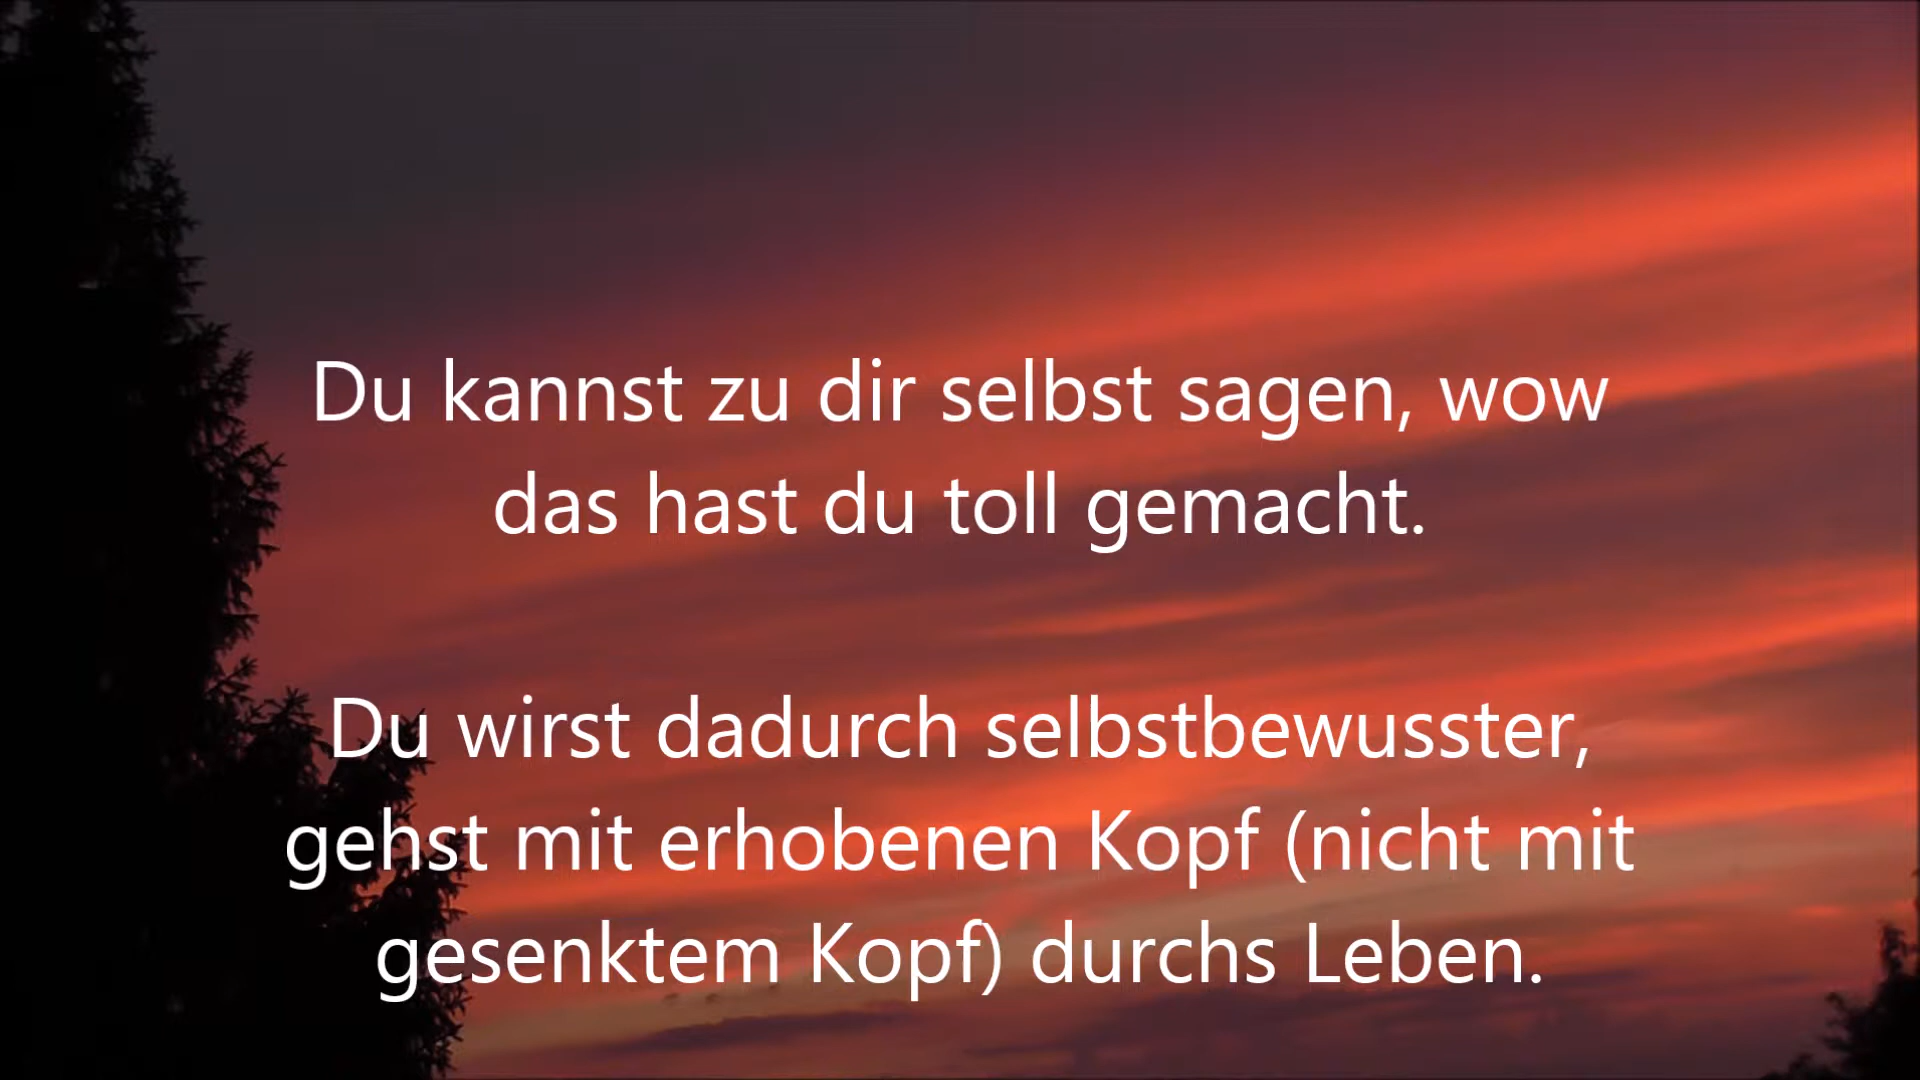 Du kannst zu dir selbst sagen, wow
das hast du toll gemacht.
Du wirst dadurch selbstbewusster,
gehst mit erhobenen Kopf (nicht mit
gesenktem Kopf) durchs Leben.